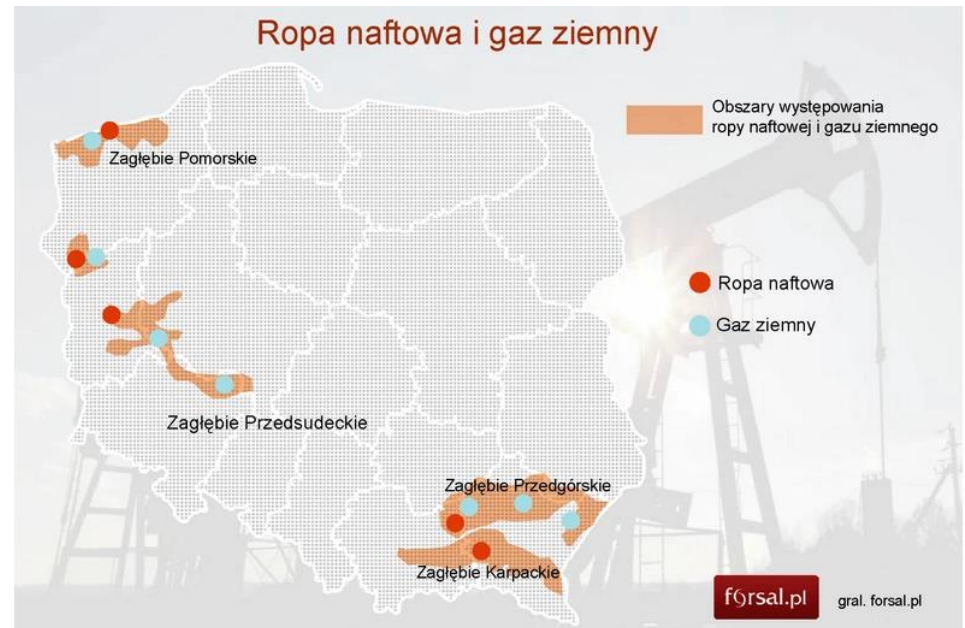 Ropa naftowa i gaz ziemny
Obszary występowania
ropy naftowej i gazu ziemnego
Zagłębie Pomorskie
Ropa naftowa
Gaz ziemny
Zagłębie Przedsudeckie
Zagłębie Przedgórskie
Zagłębie Karpackie
forsal.pl
gral. forsal.pl